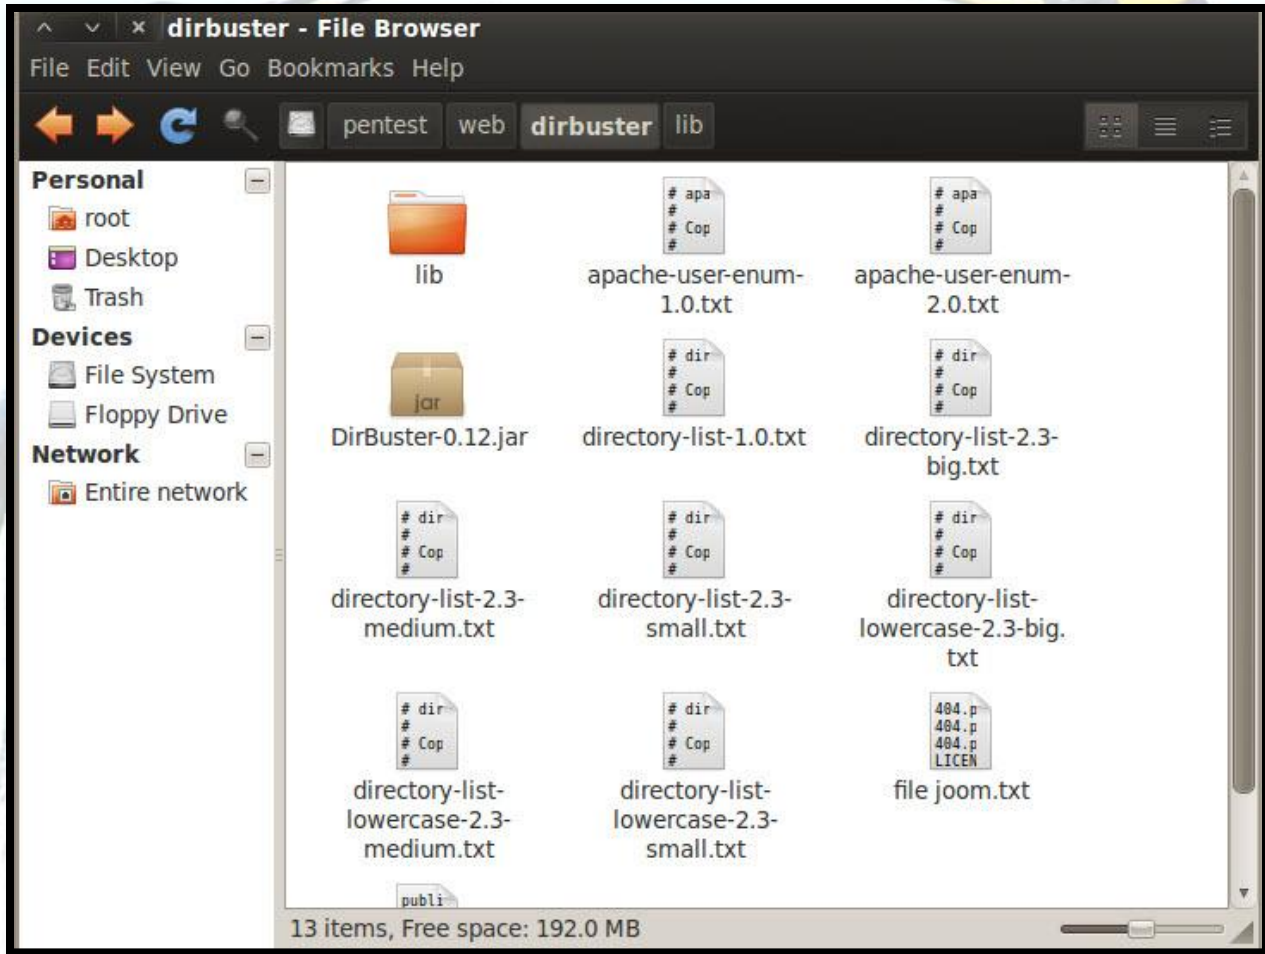 dirbuster - File Browser
File Edit View Go Bookmarks Help
pentest web dirbuster lib
Personal
root
Desktop
Trash
Devices
File System
Floppy Drive
Network
Entire network
lib
# apa
#
# Cop
#
apache-user-enum-
1.0.txt
# apa
#
# Cop
#
apache-user-enum-
2.0.txt
jar
DirBuster-0.12.jar
# dir
#
# Cop
#
directory-list-1.0.txt
# dir
#
# Cop
#
directory-list-2.3-
big.txt
# dir
#
# Cop
#
directory-list-2.3-
medium.txt
# dir
#
# Cop
#
directory-list-2.3-
small.txt
# dir
#
# Cop
#
directory-list-
lowercase-2.3-big.
txt
# dir
#
# Cop
#
directory-list-
lowercase-2.3-
medium.txt
# dir
#
# Cop
#
directory-list-
lowercase-2.3-
small.txt
404.p
404.p
404.p
LICEN
file joom.txt
publi
13 items, Free space: 192.0 MB